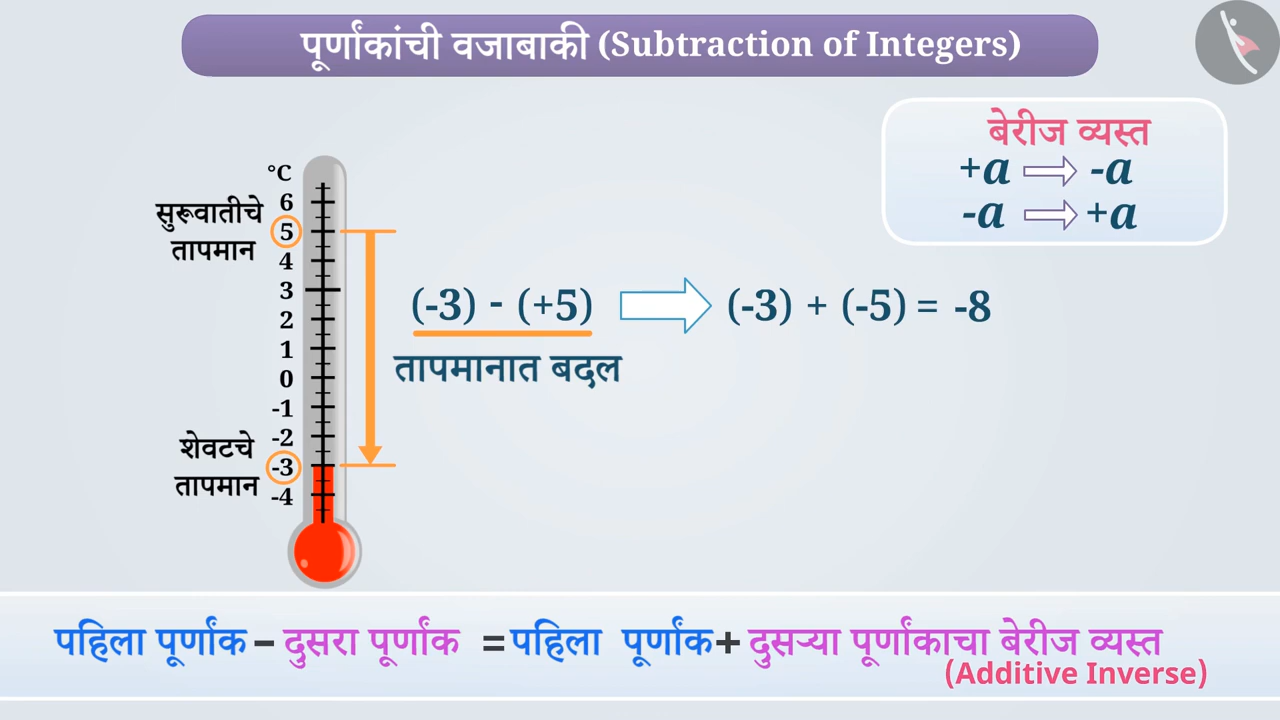 पूर्णांकांची वजाबाकी (Subtraction of Integers)
बेरीज व्यस्त
+a -a
-a +a
°C
6
5
4
3
2
1
0
-1
-2
-3
-4
सुरूवातीचे
तापमान
शेवटचे
तापमान
(-3) - (+5) (-3) + (-5) = -8
तापमानात बदल
पहिला पूर्णांक – दुसरा पूर्णांक = पहिला पूर्णांक + दुसऱ्या पूर्णांकाचा बेरीज व्यस्त
(Additive Inverse)